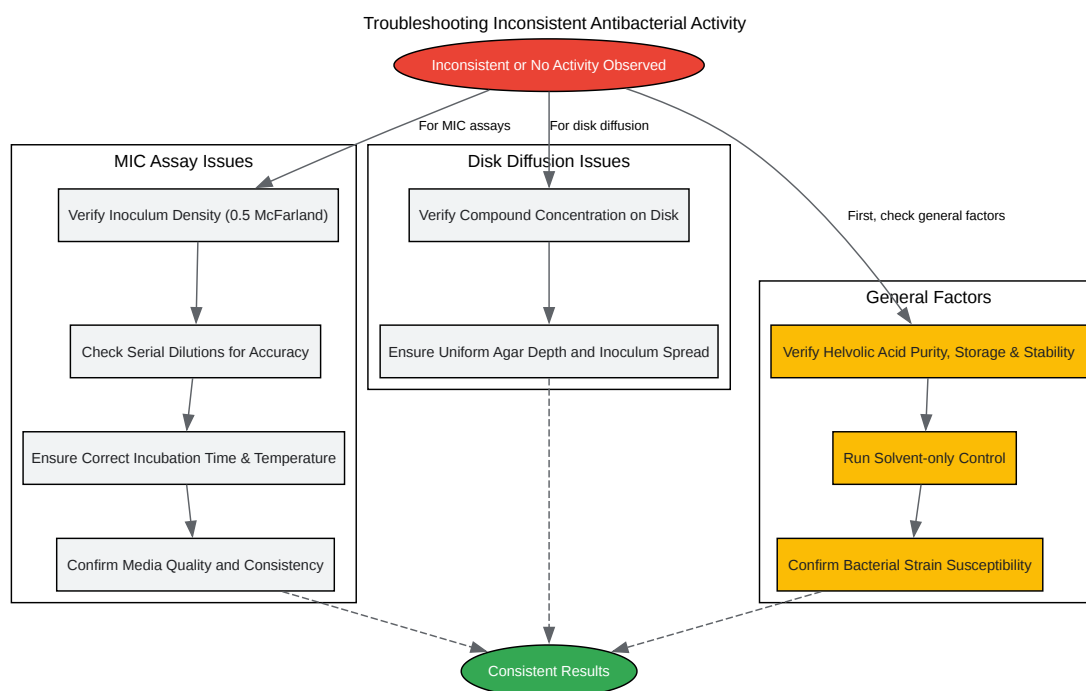 Troubleshooting Inconsistent Antibacterial Activity
Inconsistent or No Activity Observed
For MIC assays
For disk diffusion
First, check general factors
MIC Assay Issues
Verify Inoculum Density (0.5 McFarland)
Check Serial Dilutions for Accuracy
Ensure Correct Incubation Time & Temperature
Confirm Media Quality and Consistency
Disk Diffusion Issues
Verify Compound Concentration on Disk
Ensure Uniform Agar Depth and Inoculum Spread
General Factors
Verify Helvolic Acid Purity, Storage & Stability
Run Solvent-only Control
Confirm Bacterial Strain Susceptibility
Consistent Results